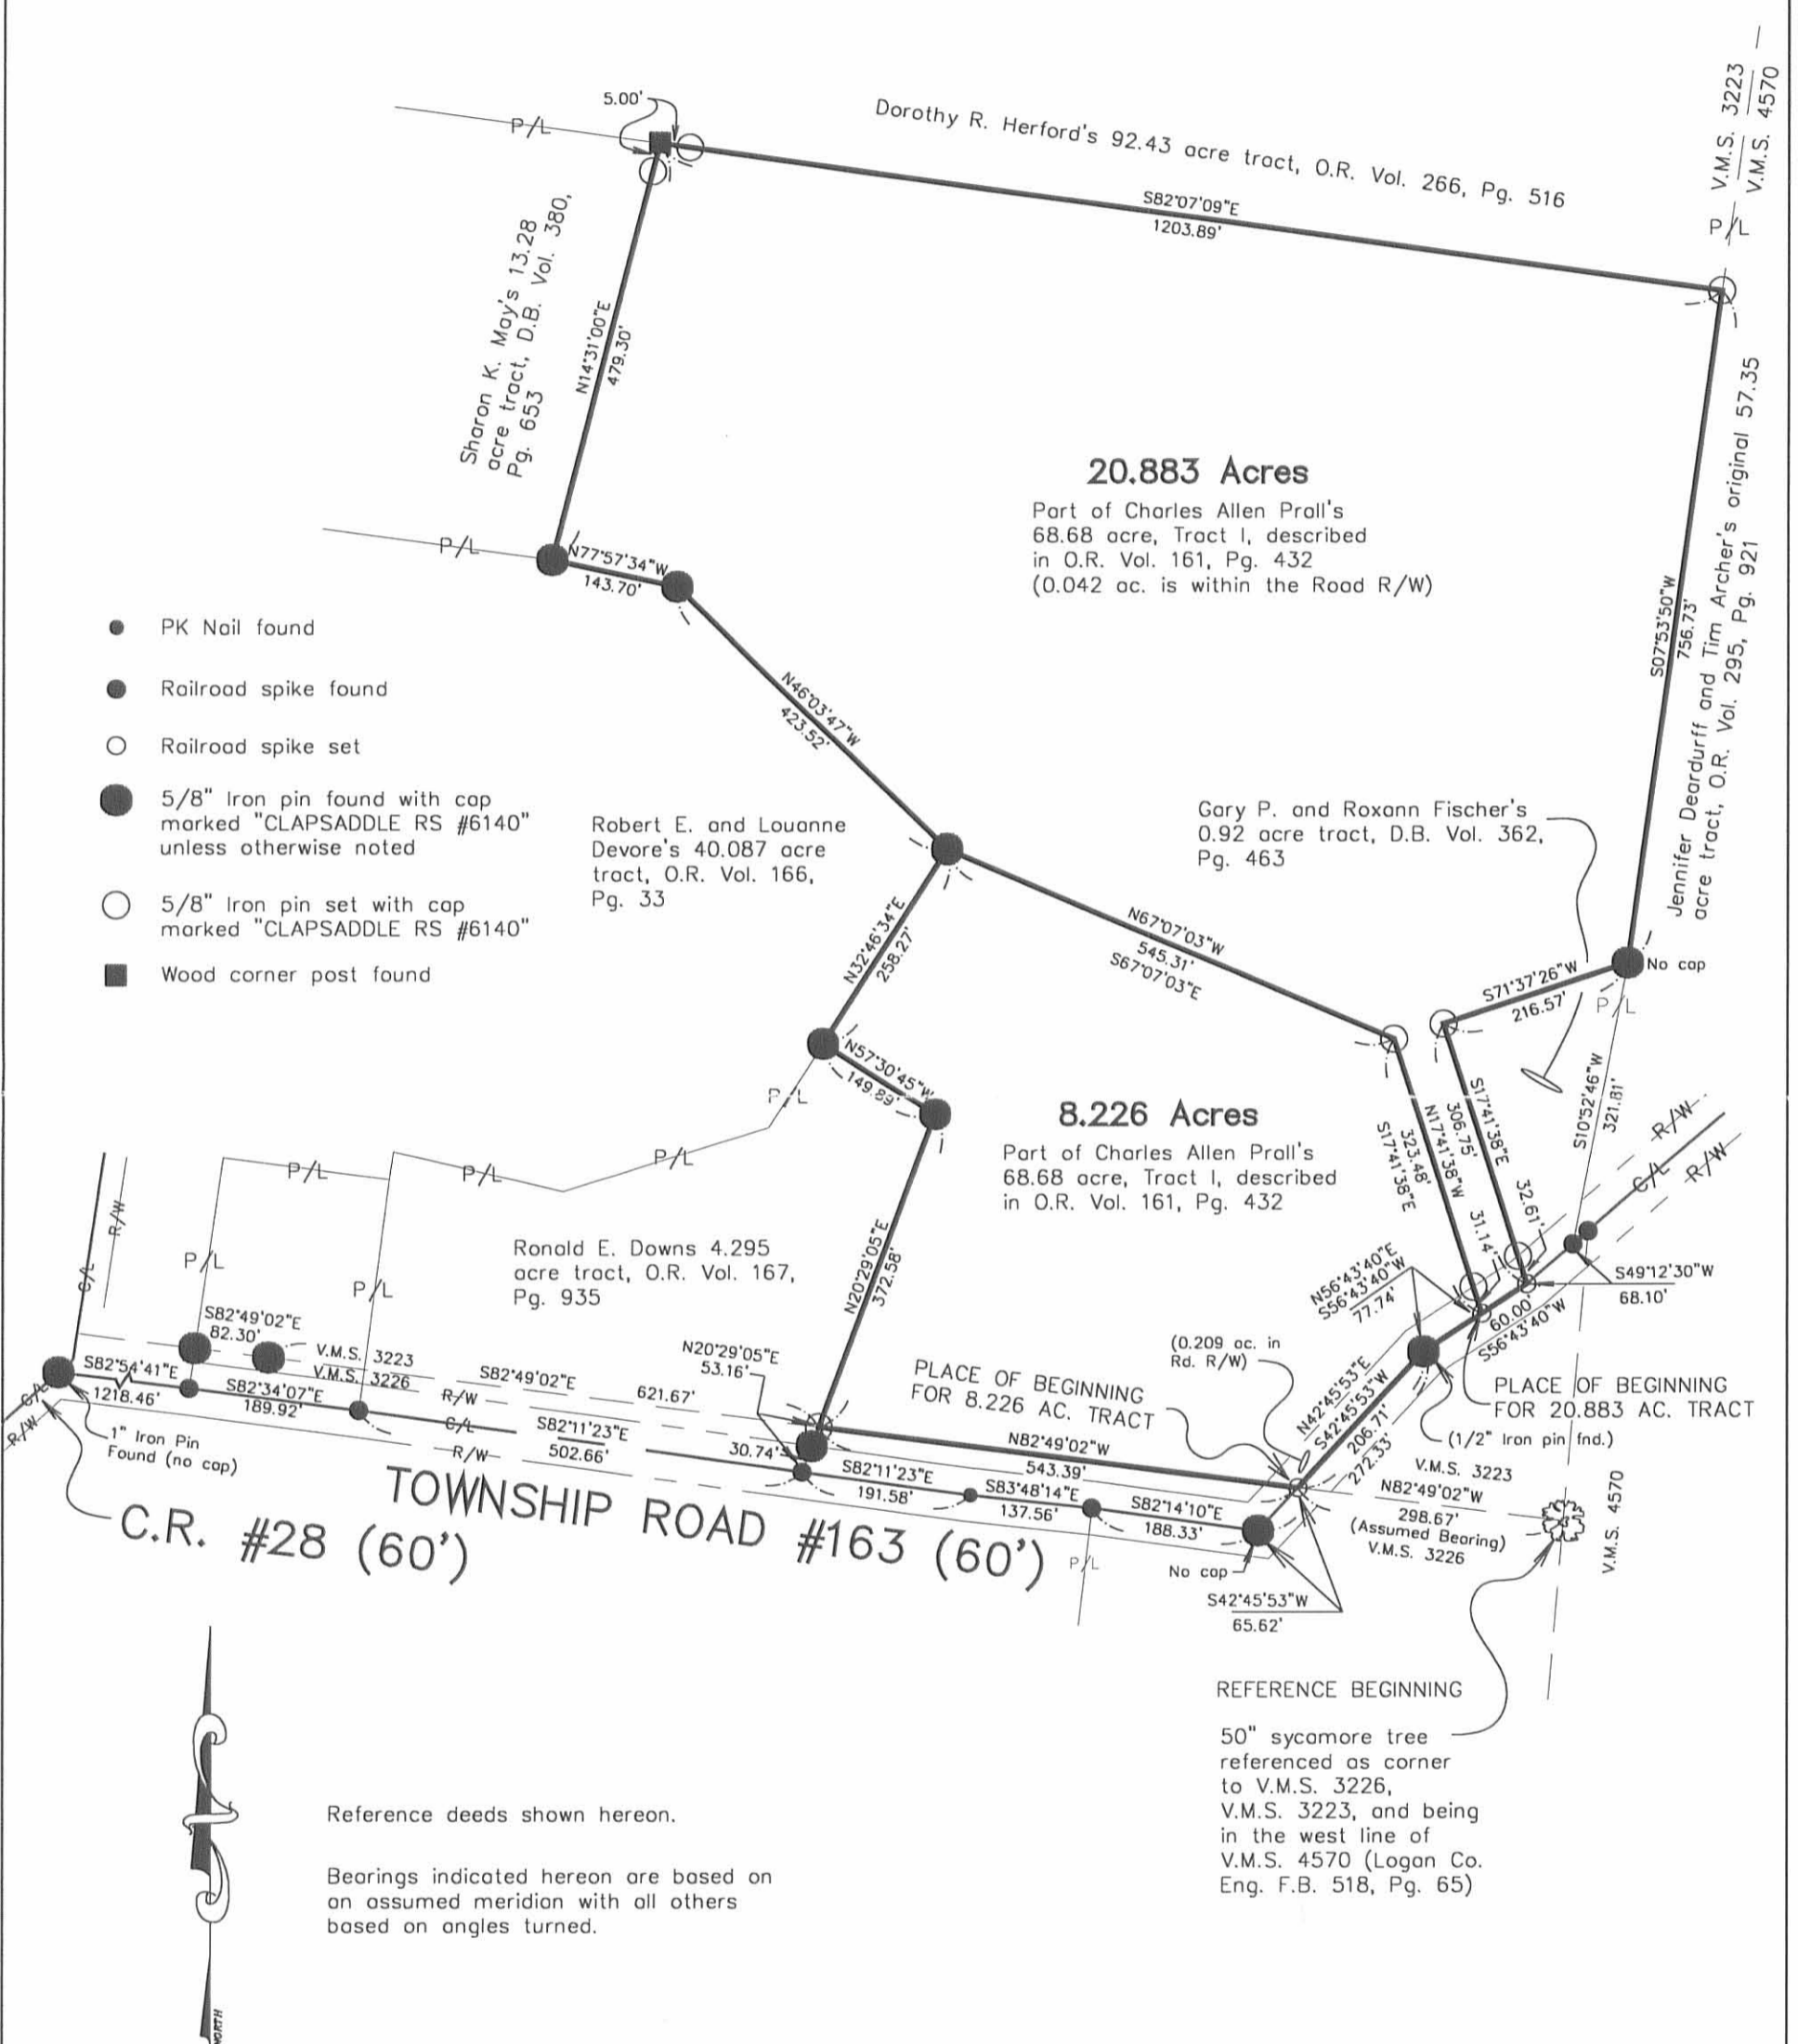 V.M.S. 3223
V.M.S. 4570
P/L
5.00'
P/L
Dorothy R. Herford's 92.43 acre tract, O.R. Vol. 266, Pg. 516
S82°07'09"E
1203.89'
Sharon K. May's 13.28
acre tract, D.B. Vol. 380,
Pg. 653
N14°31'00"E
479.30'
20.883 Acres
Part of Charles Allen Prall's
68.68 acre, Tract I, described
in O.R. Vol. 161, Pg. 432
(0.042 ac. is within the Road R/W)
S07°53'50"W
756.73'
Jennifer Deardurff and Tim Archer's original 57.35
acre tract, O.R. Vol. 295, Pg. 921
P/L
N77°57'34"W
143.70'
PK Nail found
Railroad spike found
Railroad spike set
5/8" Iron pin found with cap
marked "CLAPSADDLE RS #6140"
unless otherwise noted
5/8" Iron pin set with cap
marked "CLAPSADDLE RS #6140"
Wood corner post found
N46°03'47"W
423.52'
Robert E. and Louanne
Devore's 40.087 acre
tract, O.R. Vol. 166,
Pg. 33
Gary P. and Roxann Fischer's
0.92 acre tract, D.B. Vol. 362,
Pg. 463
N32°46'34"E
258.27'
N67°07'03"W
545.31'
S67°07'03"E
No cap
S71°37'26"W
216.57'
P/L
N57°30'45"W
149.89'
P/L
8.226 Acres
Part of Charles Allen Prall's
68.68 acre, Tract I, described
in O.R. Vol. 161, Pg. 432
S17°41'38"E
306.75'
N17°41'38"W
323.48'
S17°41'38"E
32.61'
31.14'
S10°52'46"W
321.81'
R/W
C/L
R/W
P/L
P/L
P/L
R/W
C/L
P/L
P/L
Ronald E. Downs 4.295
acre tract, O.R. Vol. 167,
Pg. 935
N20°29'05"E
372.58'
N56°43'40"E
S56°43'40"W
77.74'
60.00'
S56°43'40"W
S49°12'30"W
68.10'
S82°49'02"E
82.30'
V.M.S. 3223
V.M.S. 3226
S82°49'02"E
621.67'
R/W
N20°29'05"E
53.16'
(0.209 ac. in
Rd. R/W)
PLACE OF BEGINNING
FOR 8.226 AC. TRACT
N42°45'53"E
S42°45'53"W
206.71'
272.33'
PLACE OF BEGINNING
FOR 20.883 AC. TRACT
(1/2" Iron pin fnd.)
S82°54'41"E
1218.46'
S82°34'07"E
189.92'
C/L
R/W
C/L
S82°11'23"E
502.66'
R/W
30.74'
N82°49'02"W
543.39'
S82°11'23"E
191.58'
S83°48'14"E
137.56'
S82°14'10"E
188.33'
V.M.S. 3223
N82°49'02"W
298.67'
(Assumed Bearing)
V.M.S. 3226
V.M.S. 4570
1" Iron Pin
Found (no cap)
TOWNSHIP ROAD #163 (60')
C.R. #28 (60')
P/L
No cap
S42°45'53"W
65.62'
REFERENCE BEGINNING
50" sycamore tree
referenced as corner
to V.M.S. 3226,
V.M.S. 3223, and being
in the west line of
V.M.S. 4570 (Logan Co.
Eng. F.B. 518, Pg. 65)
Reference deeds shown hereon.
Bearings indicated hereon are based on
an assumed meridian with all others
based on angles turned.
NORTH